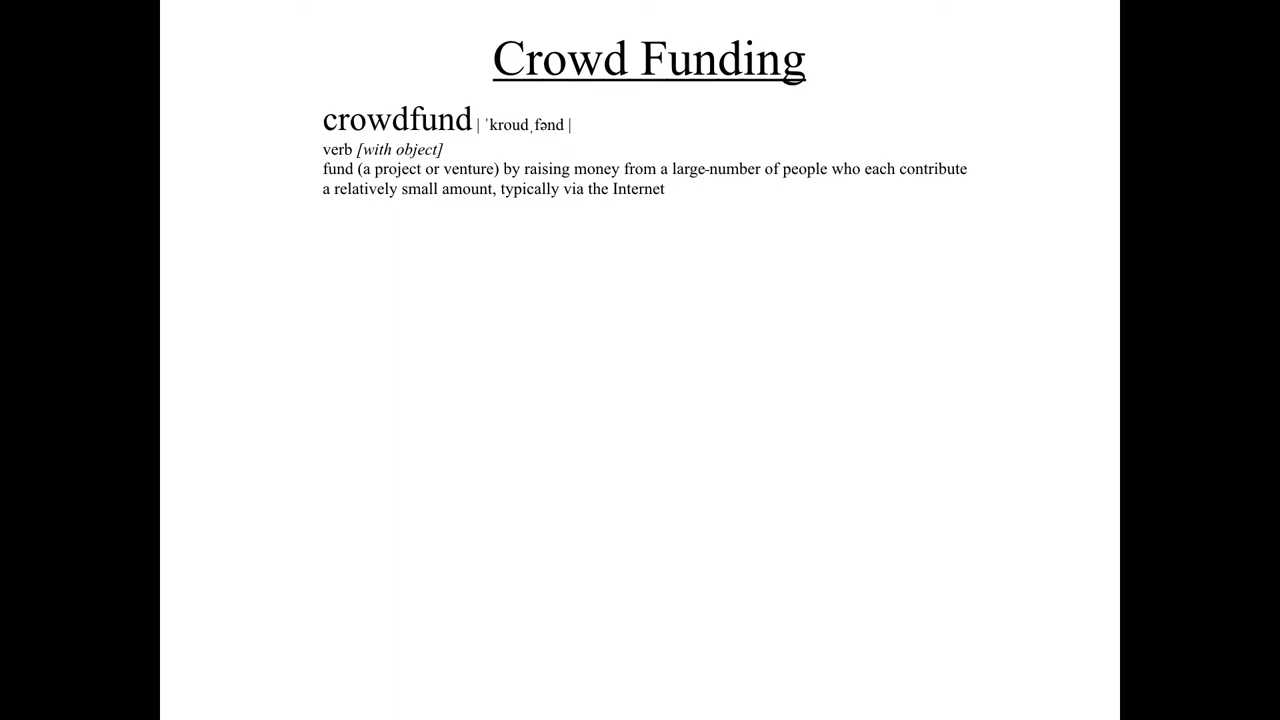 Crowd Funding
crowdfund | ˈkroudˌfənd |
verb [with object]
fund (a project or venture) by raising money from a large-number of people who each contribute
a relatively small amount, typically via the Internet